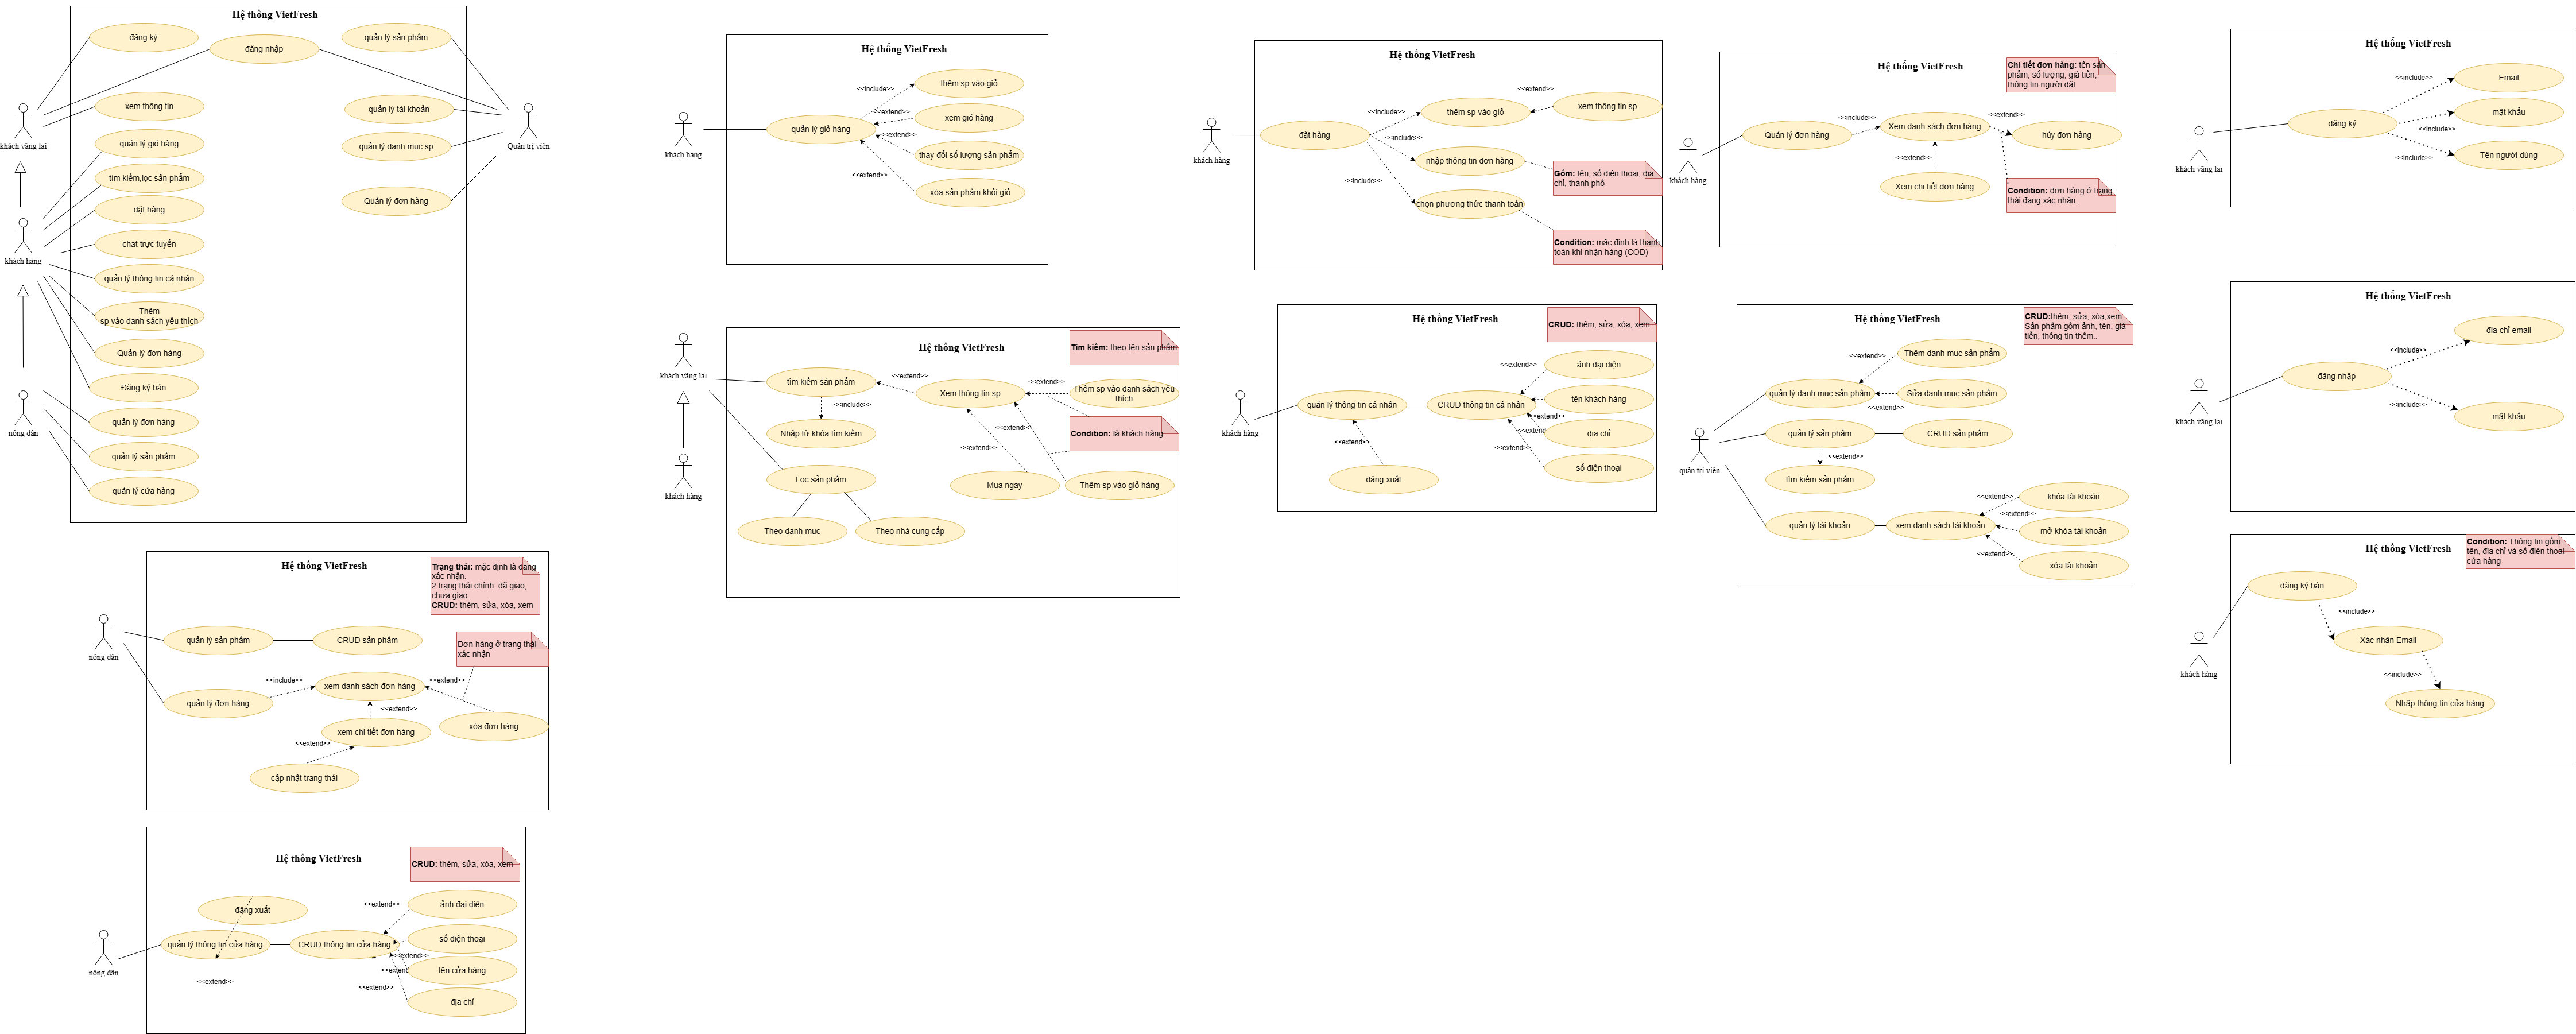 Hệ thống VietFresh
đăng ký
đăng nhập
quản lý sản phẩm
xem thông tin
quản lý tài khoản
khách vãng lai
quản lý giỏ hàng
quản lý danh mục sp
Quản trị viên
tìm kiếm,lọc sản phẩm
đặt hàng
Quản lý đơn hàng
chat trực tuyến
khách hàng
quản lý thông tin cá nhân
Thêm
sp vào danh sách yêu thích
Quản lý đơn hàng
Đăng ký bán
quản lý đơn hàng
nông dân
quản lý sản phẩm
quản lý cửa hàng
Hệ thống VietFresh
thêm sp vào giỏ
<<include>>
<<extend>>
xem giỏ hàng
quản lý giỏ hàng
<<extend>>
khách hàng
thay đổi số lượng sản phẩm
<<extend>>
xóa sản phẩm khỏi giỏ
Hệ thống VietFresh
<<extend>>
xem thông tin sp
<<include>>
thêm sp vào giỏ
đặt hàng
<<include>>
khách hàng
nhập thông tin đơn hàng
Gồm: tên, số điện thoại, địa
chỉ, thành phố
<<include>>
chọn phương thức thanh toán
Condition: mặc định là thanh
toán khi nhận hàng (COD)
Hệ thống VietFresh
Chi tiết đơn hàng: tên sản
phẩm, số lượng, giá tiền,
thông tin người đặt
<<include>>
<<extend>>
Quản lý đơn hàng
Xem danh sách đơn hàng
hủy đơn hàng
<<extend>>
khách hàng
Xem chi tiết đơn hàng
Condition: đơn hàng ở trạng
thái đang xác nhận.
Hệ thống VietFresh
<<include>>
Email
mật khẩu
đăng ký
<<include>>
<<include>>
Tên người dùng
khách vãng lai
Hệ thống VietFresh
Tìm kiếm: theo tên sản phẩm
khách vãng lai
tìm kiếm sản phẩm
<<extend>>
<<extend>>
Xem thông tin sp
Thêm sp vào danh sách yêu
thích
<<include>>
Nhập từ khóa tìm kiếm
<<extend>>
Condition: là khách hàng
<<extend>>
khách hàng
Lọc sản phẩm
Mua ngay
Thêm sp vào giỏ hàng
Theo danh mục
Theo nhà cung cấp
Hệ thống VietFresh
CRUD: thêm, sửa, xóa, xem
<<extend>>
ảnh đại diện
quản lý thông tin cá nhân
CRUD thông tin cá nhân
tên khách hàng
<<extend>>
khách hàng
<<extend>>
địa chỉ
<<extend>>
số điện thoại
đăng xuất
Hệ thống VietFresh
CRUD:thêm, sửa, xóa,xem
Sản phẩm gồm ảnh, tên, giá
tiền, thông tin thêm..
<<extend>>
Thêm danh mục sản phẩm
quản lý danh mục sản phẩm
Sửa danh mục sản phẩm
<<extend>>
quản lý sản phẩm
CRUD sản phẩm
<<extend>>
quản trị viên
tìm kiếm sản phẩm
<<extend>>
khóa tài khoản
quản lý tài khoản
xem danh sách tài khoản
<<extend>>
mở khóa tài khoản
<<extend>>
xóa tài khoản
Hệ thống VietFresh
địa chỉ email
<<include>>
đăng nhập
<<include>>
mật khẩu
khách vãng lai
Hệ thống VietFresh
Condition: Thông tin gồm
tên, địa chỉ và số điện thoại
cửa hàng
đăng ký bán
<<include>>
Xác nhận Email
khách hàng
<<include>>
Nhập thông tin cửa hàng
Hệ thống VietFresh
Trạng thái: mặc định là đang
xác nhận.
2 trạng thái chính: đã giao,
chưa giao.
CRUD: thêm, sửa, xóa, xem
quản lý sản phẩm
CRUD sản phẩm
Đơn hàng ở trạng thái
xác nhận
nông dân
<<include>>
xem danh sách đơn hàng
<<extend>>
quản lý đơn hàng
<<extend>>
xóa đơn hàng
xem chi tiết đơn hàng
<<extend>>
cập nhật trang thái
Hệ thống VietFresh
CRUD: thêm, sửa, xóa, xem
đăng xuất
<<extend>>
ảnh đại diện
quản lý thông tin cửa hàng
CRUD thông tin cửa hàng
số điện thoại
<<extend>>
nông dân
<<extend
tên cửa hàng
<<extend>>
<<extend>>
địa chỉ